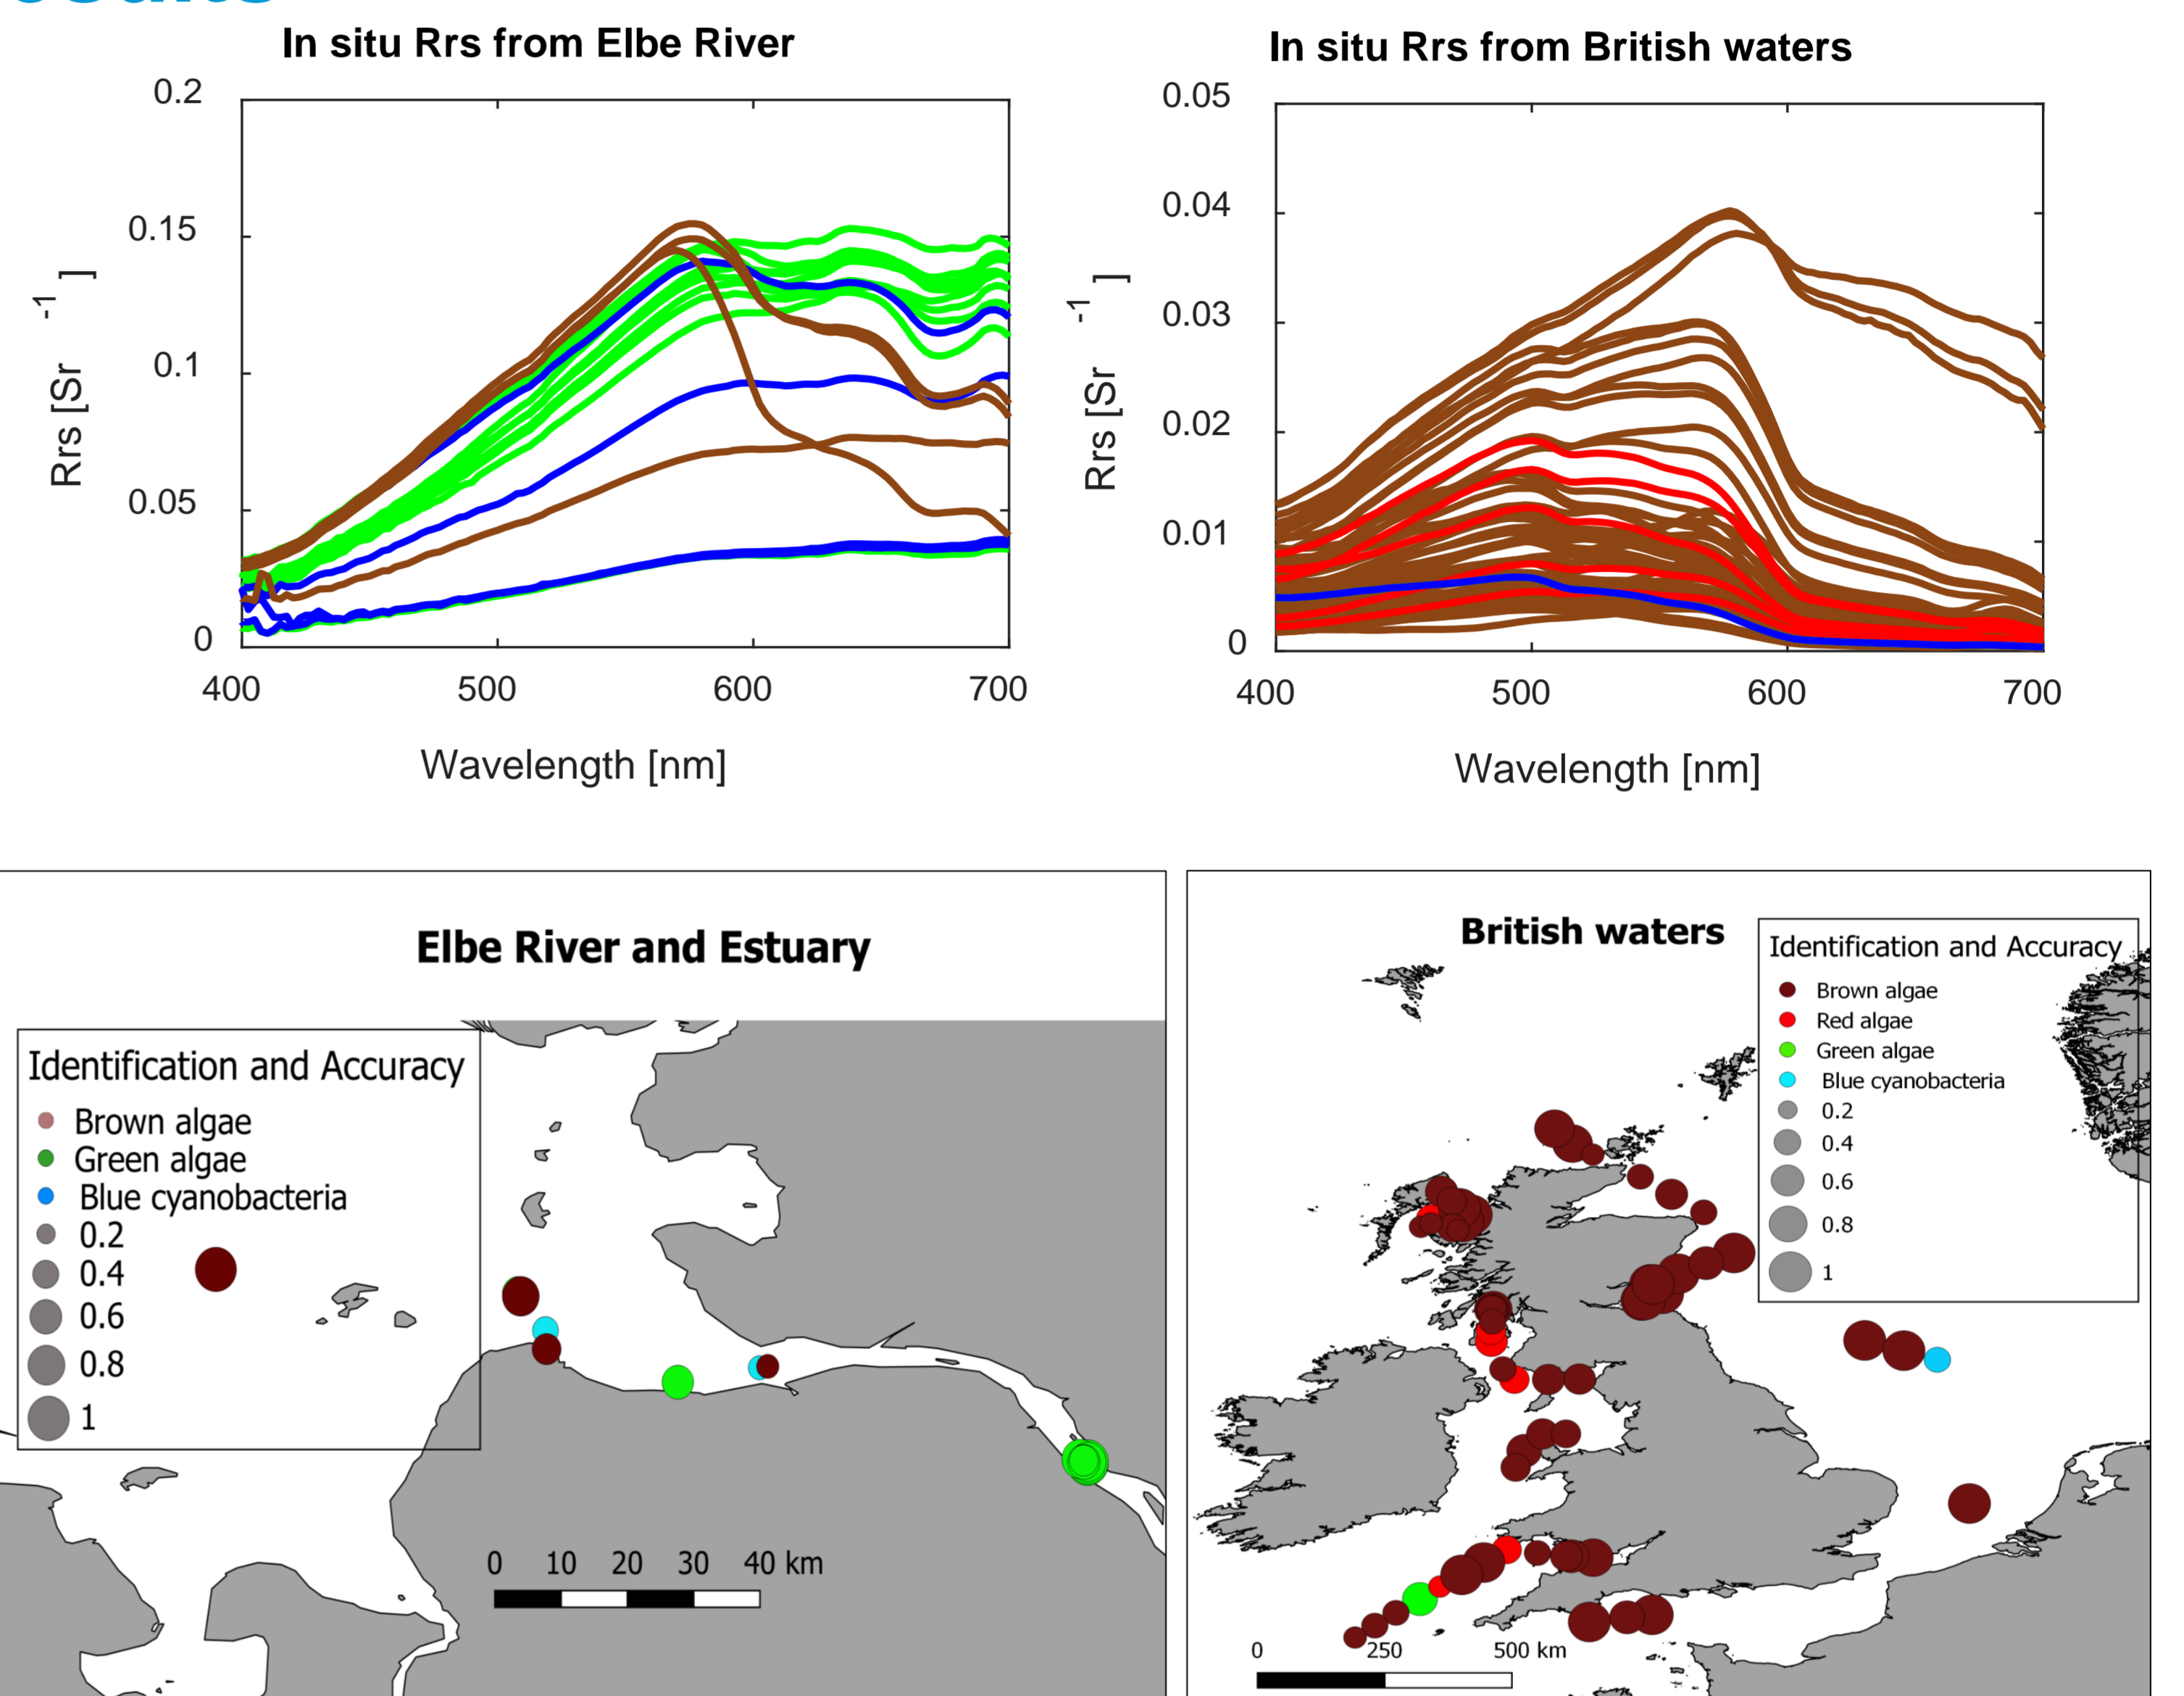 In situ Rrs from Elbe River
0.2
0.15
0.1
0.05
0
Rrs [Sr -1 ]
400 500 600 700
Wavelength [nm]
In situ Rrs from British waters
0.05
0.04
0.03
0.02
0.01
0
Rrs [Sr -1 ]
400 500 600 700
Wavelength [nm]
Elbe River and Estuary
Identification and Accuracy
Brown algae
Green algae
Blue cyanobacteria
0.2
0.4
0.6
0.8
1
0 10 20 30 40 km
British waters
Identification and Accuracy
Brown algae
Red algae
Green algae
Blue cyanobacteria
0.2
0.4
0.6
0.8
1
0 250 500 km